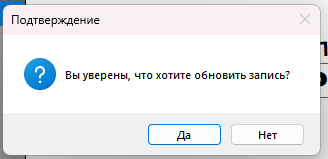 Подтверждение
Вы уверены, что хотите обновить запись?
Да
Нет